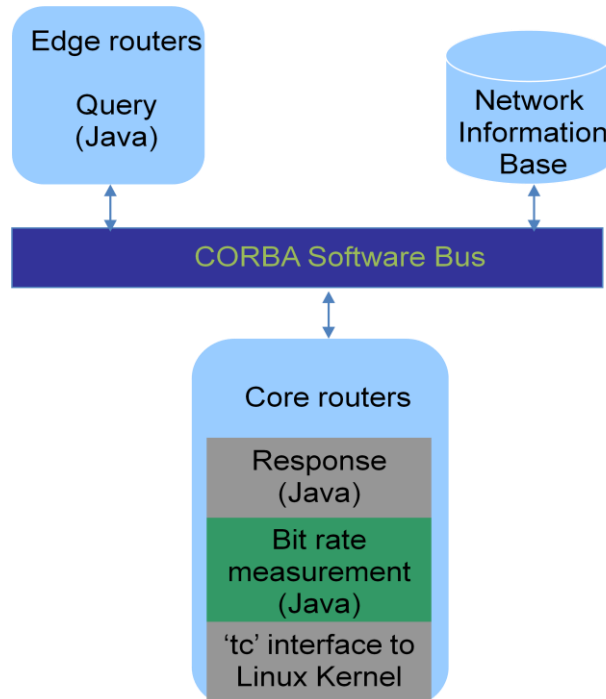 Edge routers
Query
(Java)
Network
Information
Base
CORBA Software Bus
Core routers
Response
(Java)
Bit rate
measurement
(Java)
‘tc’ interface to
Linux Kernel